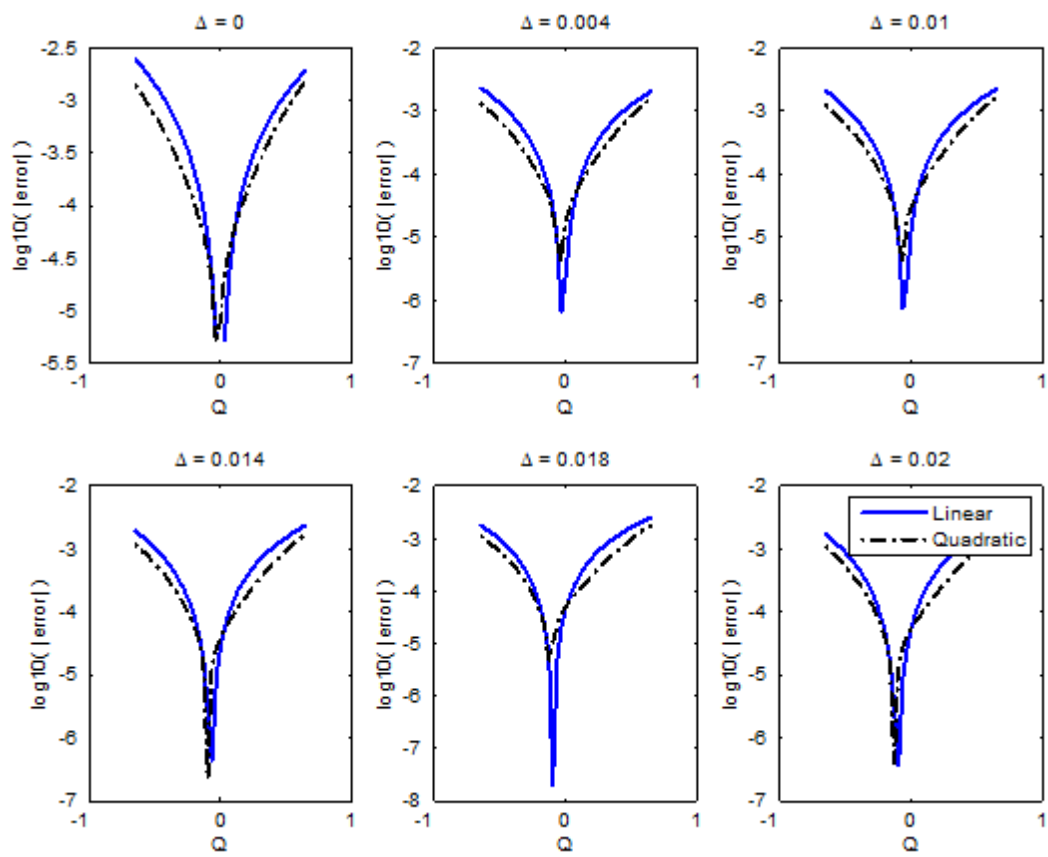 Δ = 0
Δ = 0.004
Δ = 0.01
-2.5
-3
-3.5
-4
-4.5
-5
-5.5
log10( |error| )
-1
0
1
Q
-2
-3
-4
-5
-6
-7
log10( |error| )
-1
0
1
Q
-2
-3
-4
-5
-6
-7
log10( |error| )
-1
0
1
Q
Δ = 0.014
Δ = 0.018
Δ = 0.02
-2
-3
-4
-5
-6
-7
log10( |error| )
-1
0
1
Q
-2
-3
-4
-5
-6
-7
-8
log10( |error| )
-1
0
1
Q
-2
-3
-4
-5
-6
-7
log10( |error| )
-1
0
1
Q
Linear
Quadratic